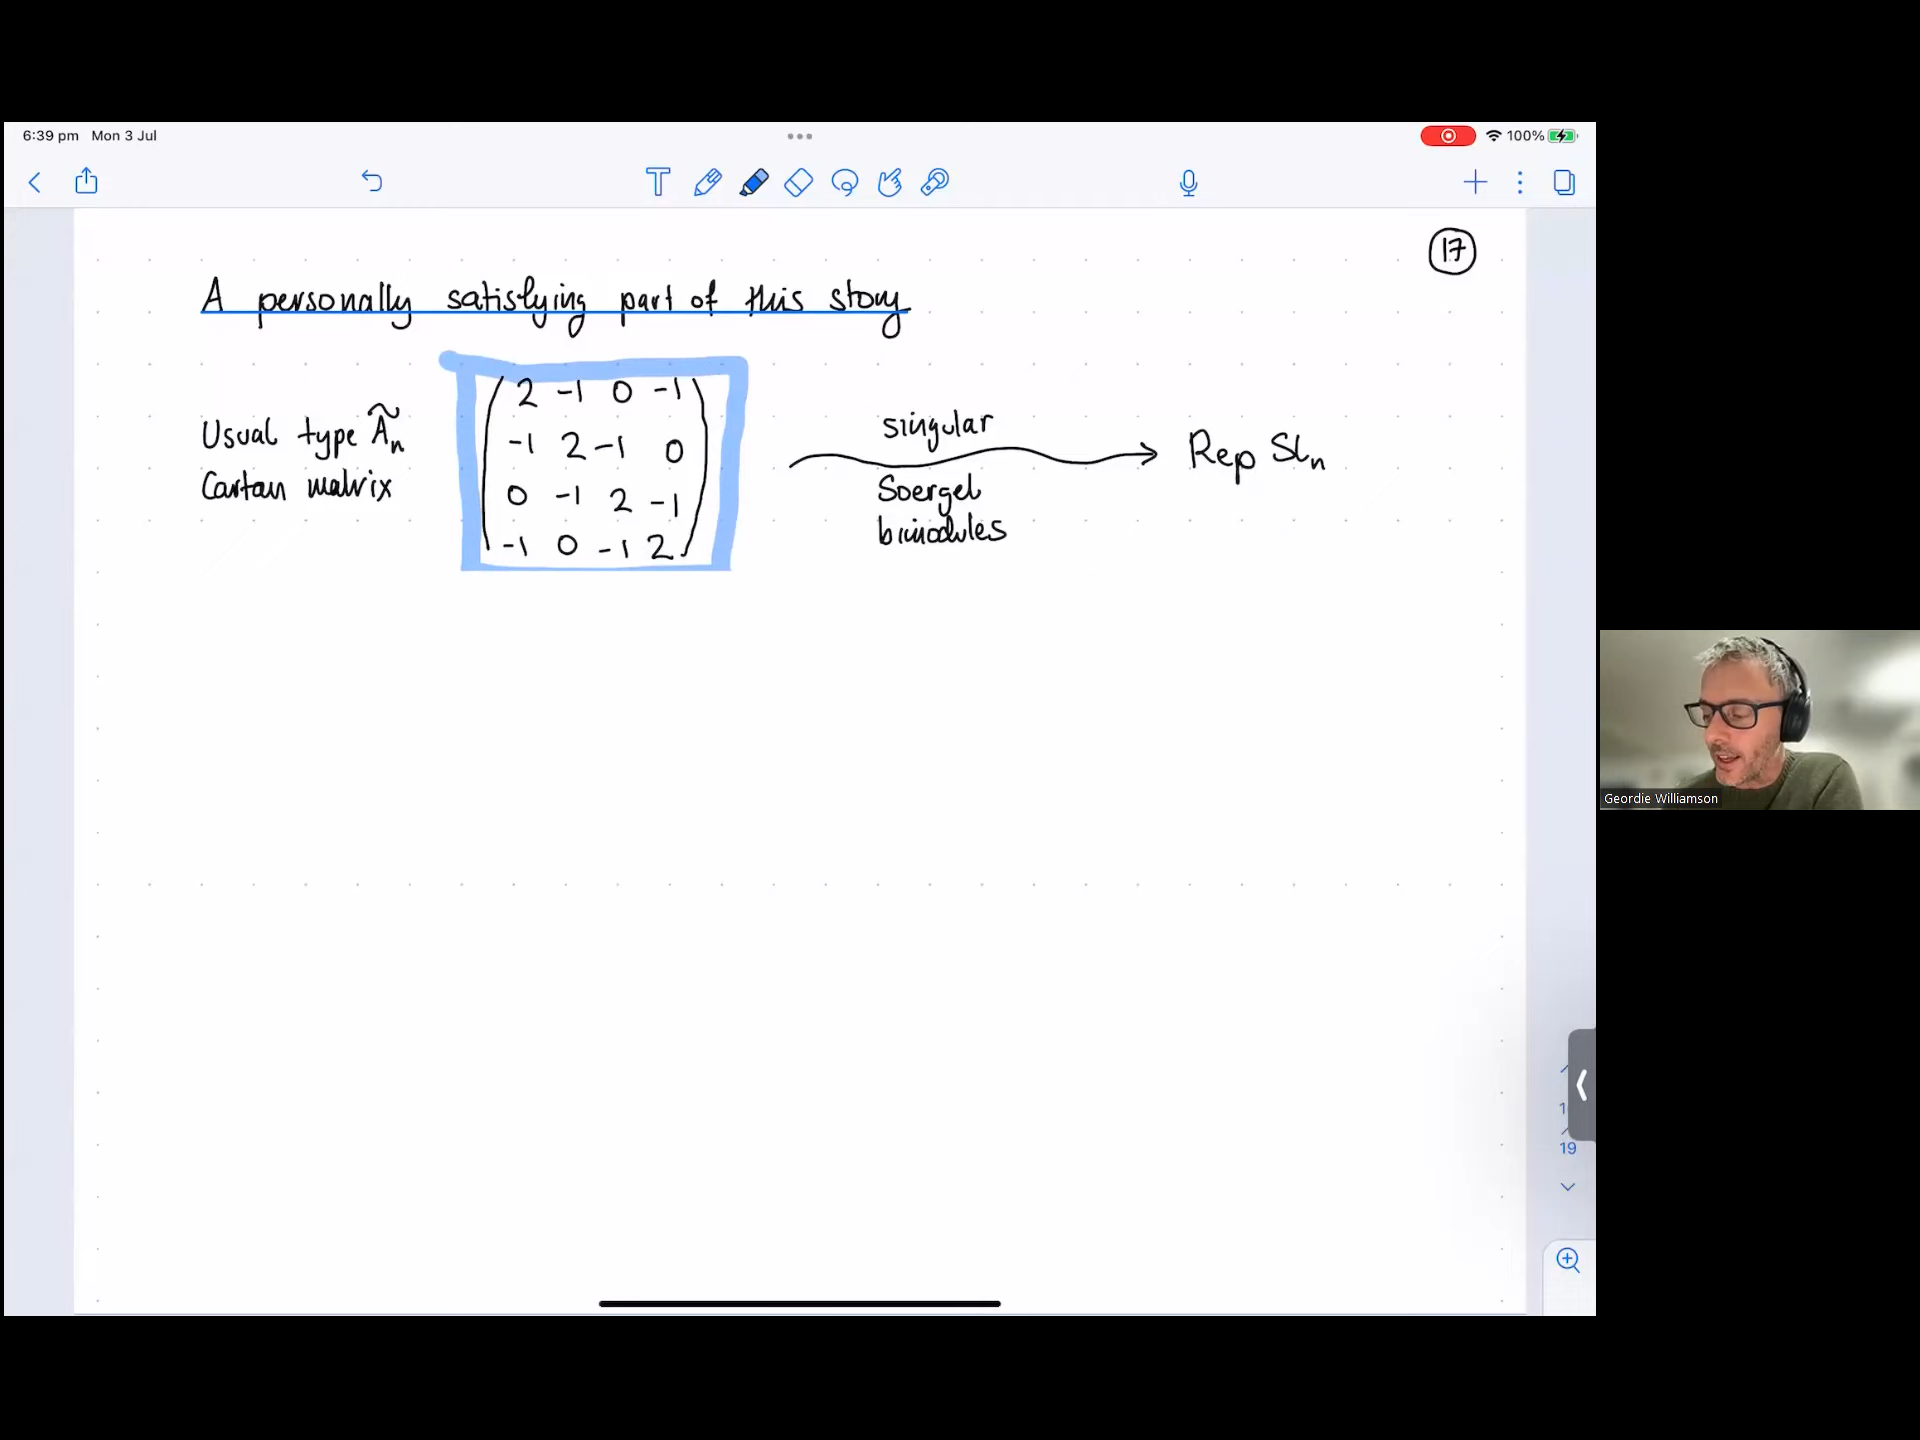 6:39 pm Mon 3 Jul
100%
17
A personally satisfying part of this story
Usual type Ãₙ
Cartan matrix
2 -1 0 -1
-1 2 -1 0
0 -1 2 -1
-1 0 -1 2
singular
Soergel
bimodules
Rep SLₙ
19
Geordie Williamson